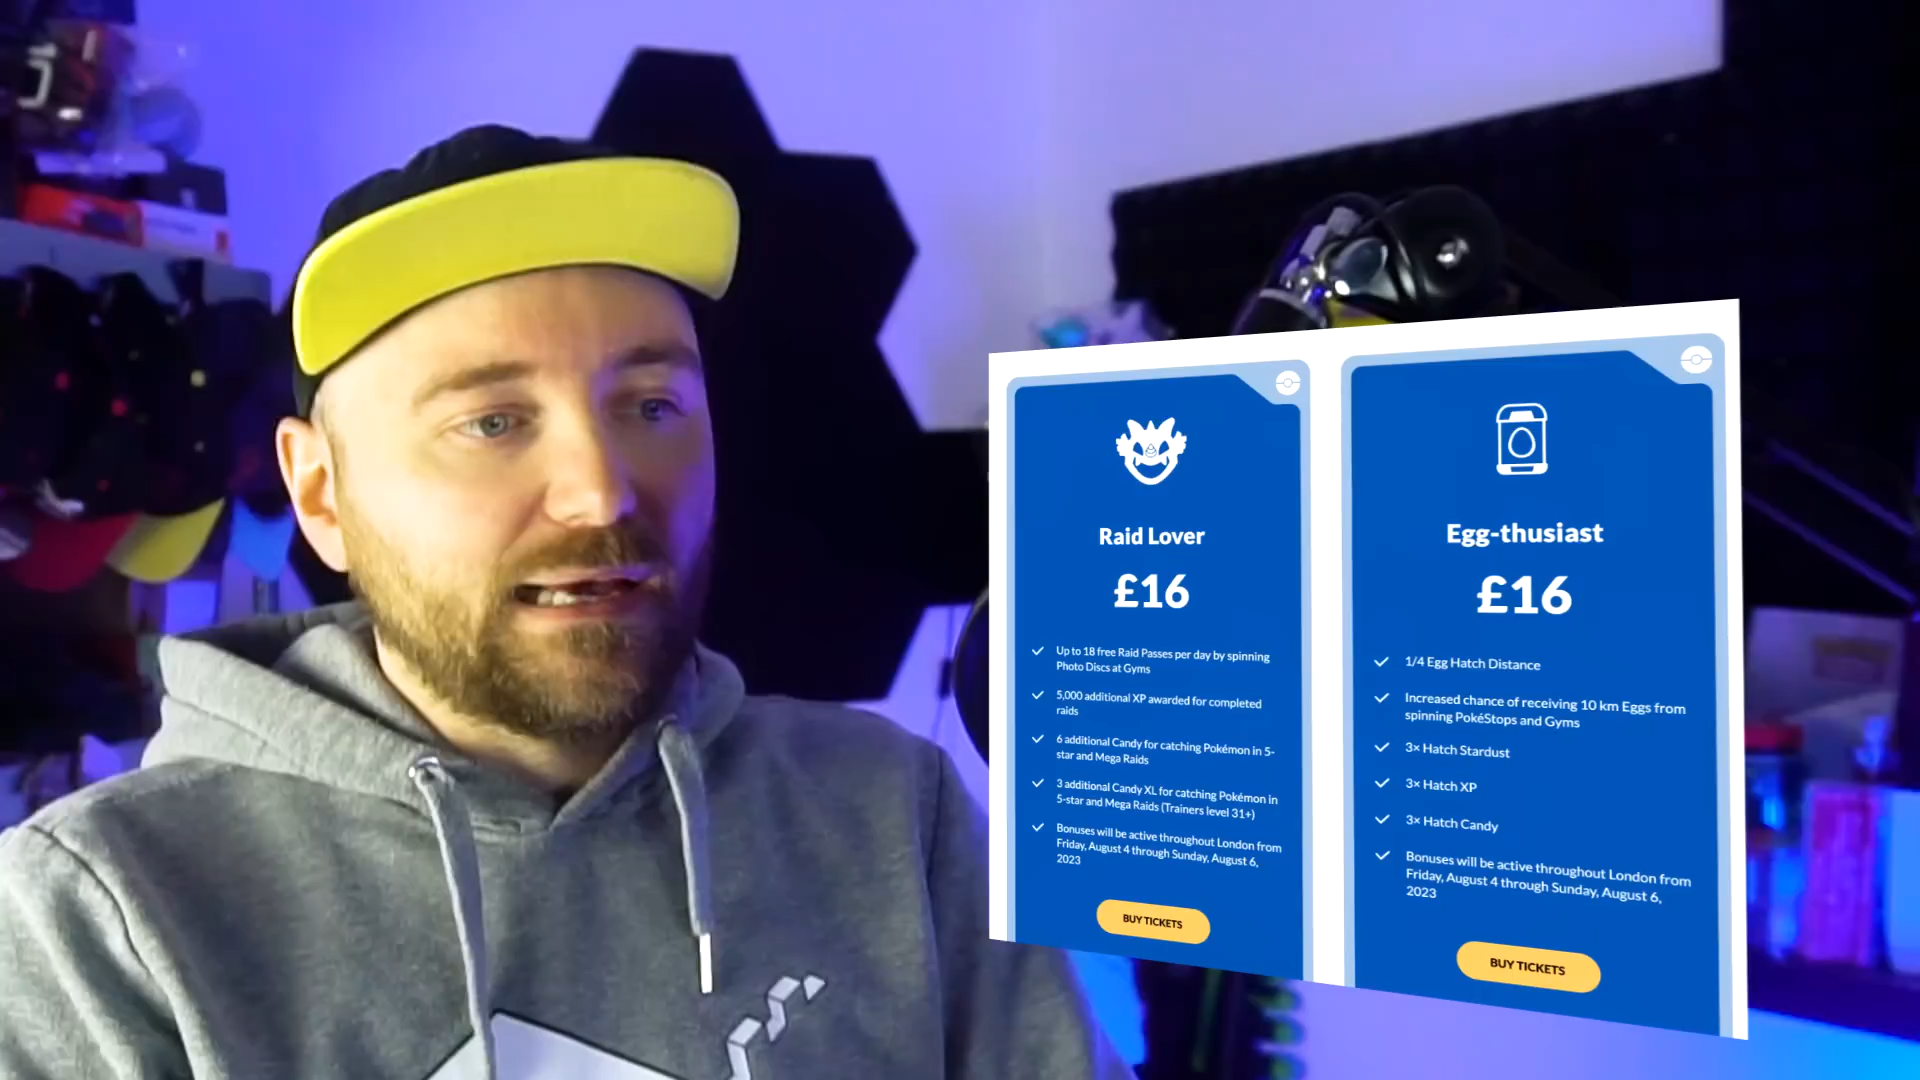 Raid Lover
£16
Up to 18 free Raid Passes per day by spinning
Photo Discs at Gyms
5,000 additional XP awarded for completed
raids
6 additional Candy for catching Pokémon in 5-
star and Mega Raids
3 additional Candy XL for catching Pokémon in
5-star and Mega Raids (Trainers level 31+)
Bonuses will be active throughout London from
Friday, August 4 through Sunday, August 6,
2023
BUY TICKETS
Egg-thusiast
£16
1/4 Egg Hatch Distance
Increased chance of receiving 10 km Eggs from
spinning PokéStops and Gyms
3× Hatch Stardust
3× Hatch XP
3× Hatch Candy
Bonuses will be active throughout London from
Friday, August 4 through Sunday, August 6,
2023
BUY TICKETS